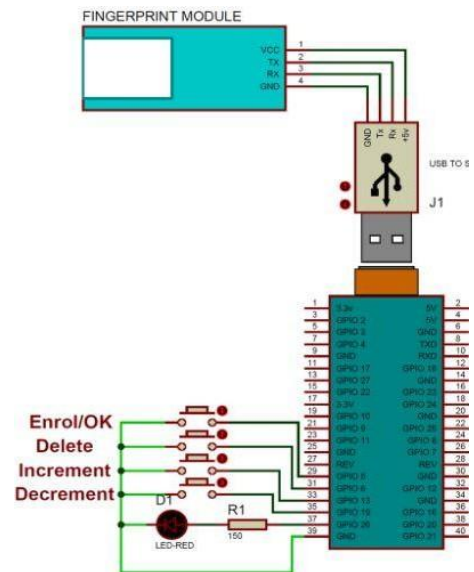 FINGERPRINT MODULE
VCC 1
TX 2
RX 3
GND 4
GND Tx Rx +5v
USB TO S
J1
1 3.3v 5V 2
3 GPIO 2 5V 4
5 GPIO 3 GND 6
7 GPIO 4 TXD 8
9 GND RXD 10
11 GPIO 17 GPIO 18 12
13 GPIO 27 GND 14
15 GPIO 22 GPIO 23 16
17 3.3V GPIO 24 18
19 GPIO 10 GND 20
21 GPIO 9 GPIO 25 22
23 GPIO 11 24
25 GND GPIO 7 26
27 REV REV 28
29 GND 30
31 GPIO 12 32
33 GPIO 13 GND 34
35 GPIO 19 GPIO 16 36
37 GPIO 26 GPIO 20 38
39 GND GPIO 21 40
Enrol/OK
Delete
Increment
Decrement
D1
LED-RED
R1
150